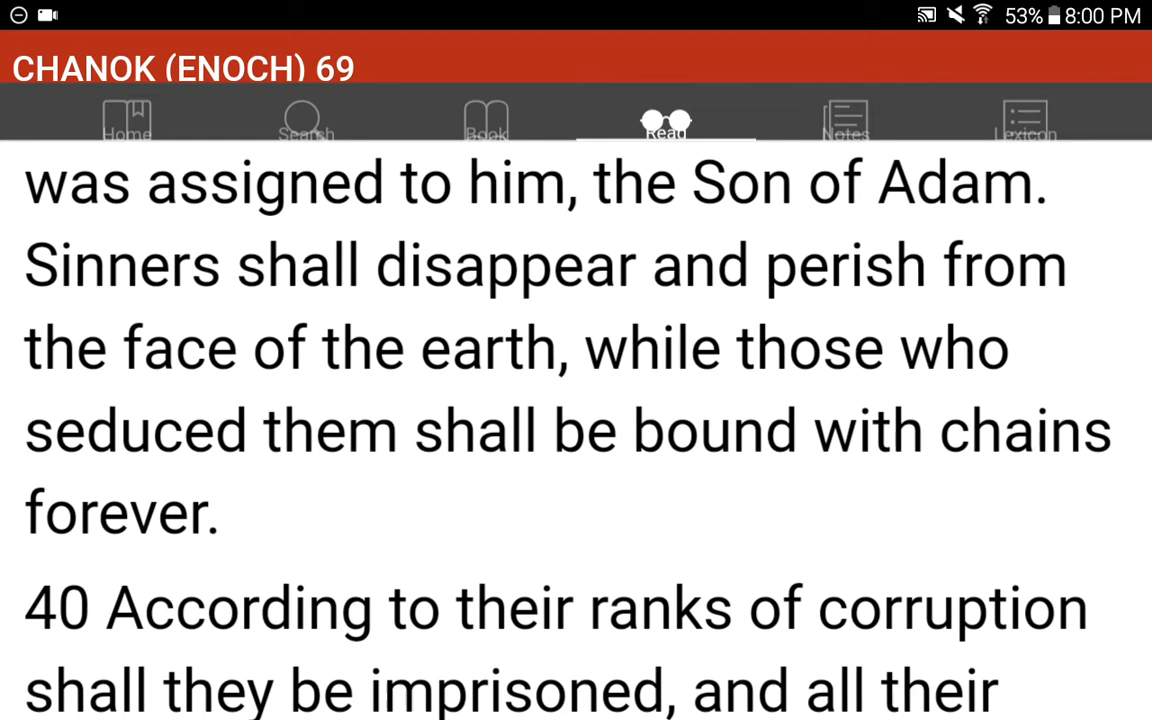 53% 8:00 PM
CHANOK (ENOCH) 69
Home Search Book Read Notes Lexicon
was assigned to him, the Son of Adam.
Sinners shall disappear and perish from
the face of the earth, while those who
seduced them shall be bound with chains
forever.
40 According to their ranks of corruption
shall they be imprisoned, and all their